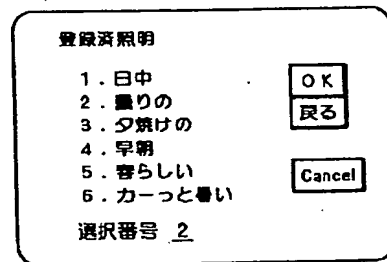 登録済照明
1．日中
2．曇りの
3．夕焼けの
4．早朝
5．春らしい
6．カーっと暑い
選択番号 2
OK
戻る
Cancel